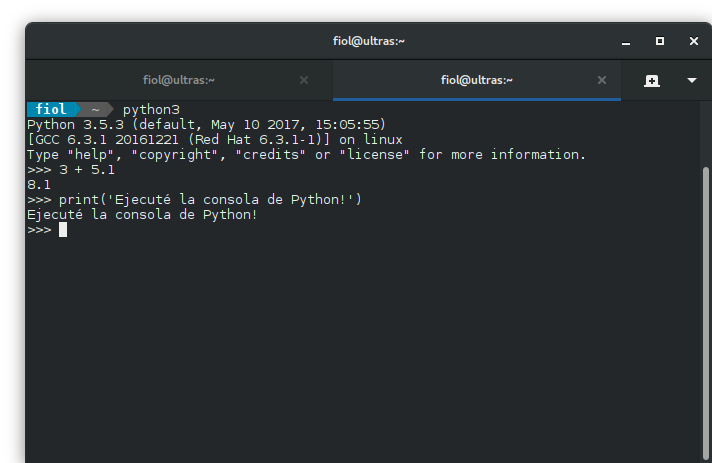 fiol@ultras:~
fiol@ultras:~ fiol@ultras:~
fiol ~ python3
Python 3.5.3 (default, May 10 2017, 15:05:55)
[GCC 6.3.1 20161221 (Red Hat 6.3.1-1)] on linux
Type "help", "copyright", "credits" or "license" for more information.
>>> 3 + 5.1
8.1
>>> print('Ejecuté la consola de Python!')
Ejecuté la consola de Python!
>>>